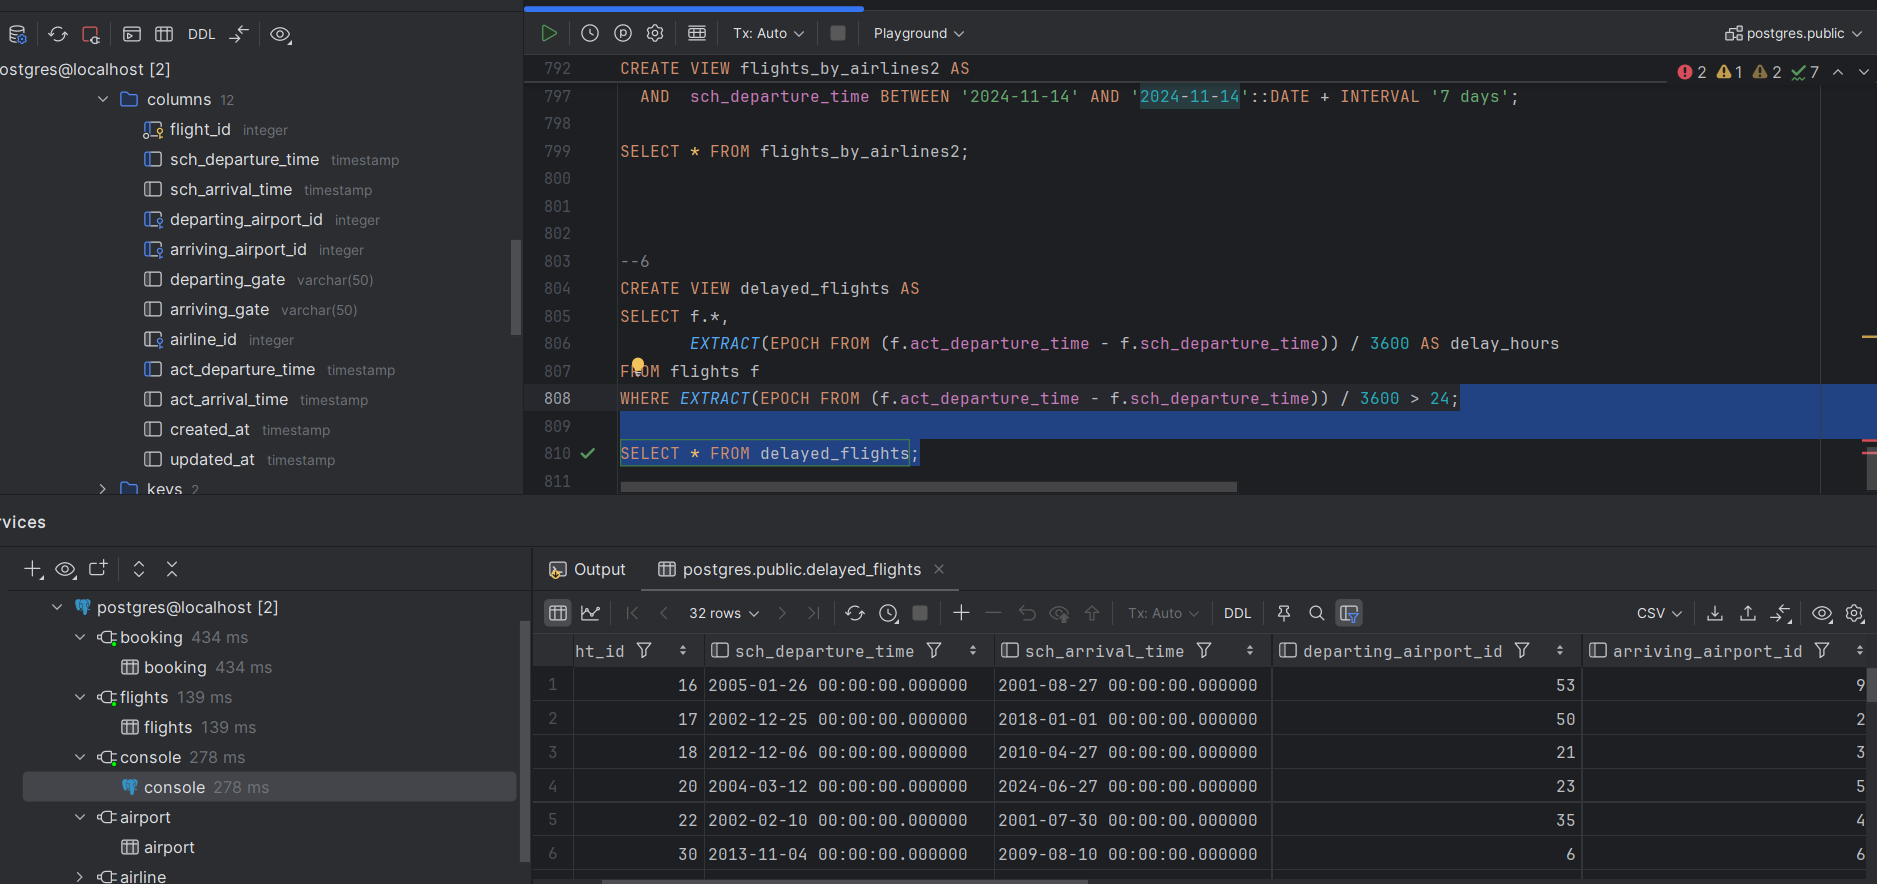 DDL
Tx: Auto
Playground
postgres.public
ostgres@localhost [2]
columns 12
flight_id integer
sch_departure_time timestamp
sch_arrival_time timestamp
departing_airport_id integer
arriving_airport_id integer
departing_gate varchar(50)
arriving_gate varchar(50)
airline_id integer
act_departure_time timestamp
act_arrival_time timestamp
created_at timestamp
updated_at timestamp
keys 2
792 CREATE VIEW flights_by_airlines2 AS
2 1 2 7
797 AND sch_departure_time BETWEEN '2024-11-14' AND '2024-11-14'::DATE + INTERVAL '7 days';
798
799 SELECT * FROM flights_by_airlines2;
800
801
802
803 --6
804 CREATE VIEW delayed_flights AS
805 SELECT f.*,
806 EXTRACT(EPOCH FROM (f.act_departure_time - f.sch_departure_time)) / 3600 AS delay_hours
807 FROM flights f
808 WHERE EXTRACT(EPOCH FROM (f.act_departure_time - f.sch_departure_time)) / 3600 > 24;
809
810 SELECT * FROM delayed_flights;
811
rvices
postgres@localhost [2]
booking 434 ms
booking 434 ms
flights 139 ms
flights 139 ms
console 278 ms
console 278 ms
airport
airport
airline
Output postgres.public.delayed_flights
32 rows Tx: Auto DDL CSV
ht_id sch_departure_time sch_arrival_time departing_airport_id arriving_airport_id
1 16 2005-01-26 00:00:00.000000 2001-08-27 00:00:00.000000 53 9
2 17 2002-12-25 00:00:00.000000 2018-01-01 00:00:00.000000 50 2
3 18 2012-12-06 00:00:00.000000 2010-04-27 00:00:00.000000 21 3
4 20 2004-03-12 00:00:00.000000 2024-06-27 00:00:00.000000 23 5
5 22 2002-02-10 00:00:00.000000 2001-07-30 00:00:00.000000 35 4
6 30 2013-11-04 00:00:00.000000 2009-08-10 00:00:00.000000 6 6